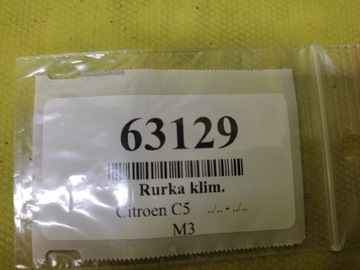 63129
Rurka klim.
Citroen C5 ../.. - ../..
M3